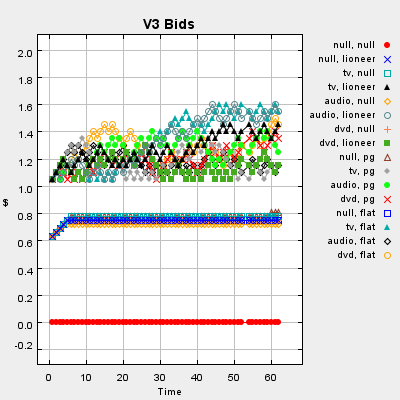 V3 Bids
2.0
1.8
1.6
1.4
1.2
1.0
0.8
0.6
0.4
0.2
0.0
-0.2
$
0 10 20 30 40 50 60
Time
null, null
null, lioneer
tv, null
tv, lioneer
audio, null
audio, lioneer
dvd, null
dvd, lioneer
null, pg
tv, pg
audio, pg
dvd, pg
null, flat
tv, flat
audio, flat
dvd, flat